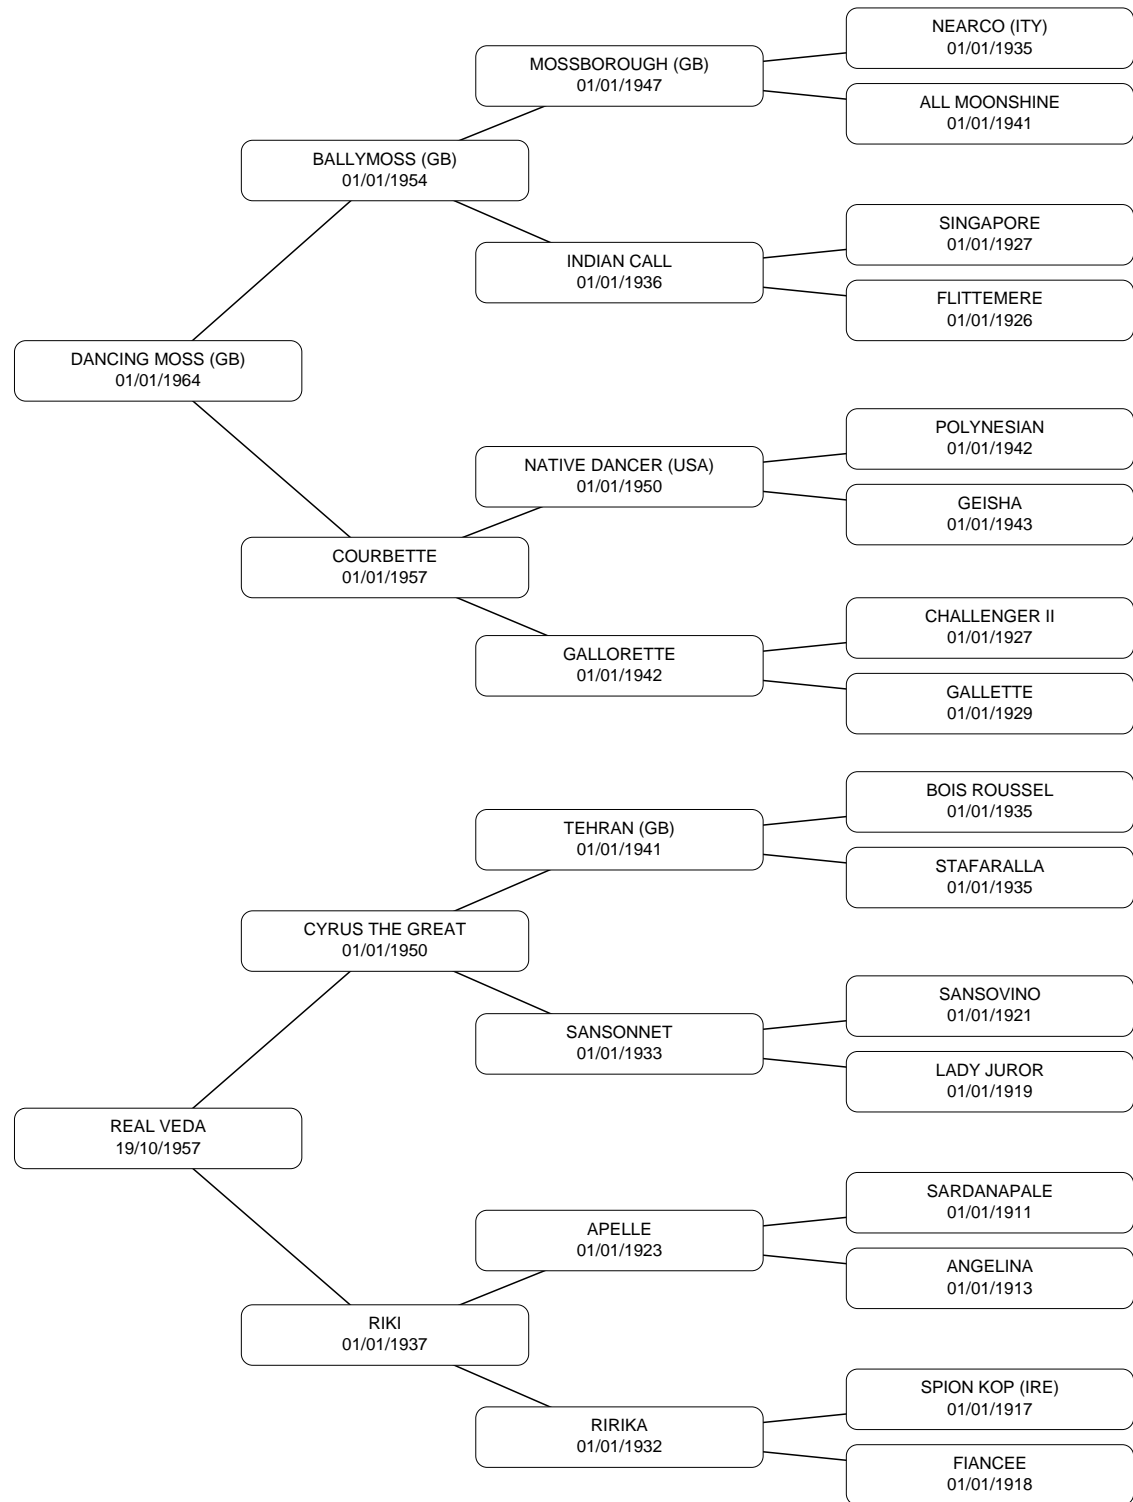 NEARCO (ITY)
01/01/1935
MOSSBOROUGH (GB)
01/01/1947
ALL MOONSHINE
01/01/1941
BALLYMOSS (GB)
01/01/1954
SINGAPORE
01/01/1927
INDIAN CALL
01/01/1936
FLITTEMERE
01/01/1926
DANCING MOSS (GB)
01/01/1964
POLYNESIAN
01/01/1942
NATIVE DANCER (USA)
01/01/1950
GEISHA
01/01/1943
COURBETTE
01/01/1957
CHALLENGER II
01/01/1927
GALLORETTE
01/01/1942
GALLETTE
01/01/1929
BOIS ROUSSEL
01/01/1935
TEHRAN (GB)
01/01/1941
STAFARALLA
01/01/1935
CYRUS THE GREAT
01/01/1950
SANSOVINO
01/01/1921
SANSONNET
01/01/1933
LADY JUROR
01/01/1919
REAL VEDA
19/10/1957
SARDANAPALE
01/01/1911
APELLE
01/01/1923
ANGELINA
01/01/1913
RIKI
01/01/1937
SPION KOP (IRE)
01/01/1917
RIRIKA
01/01/1932
FIANCEE
01/01/1918